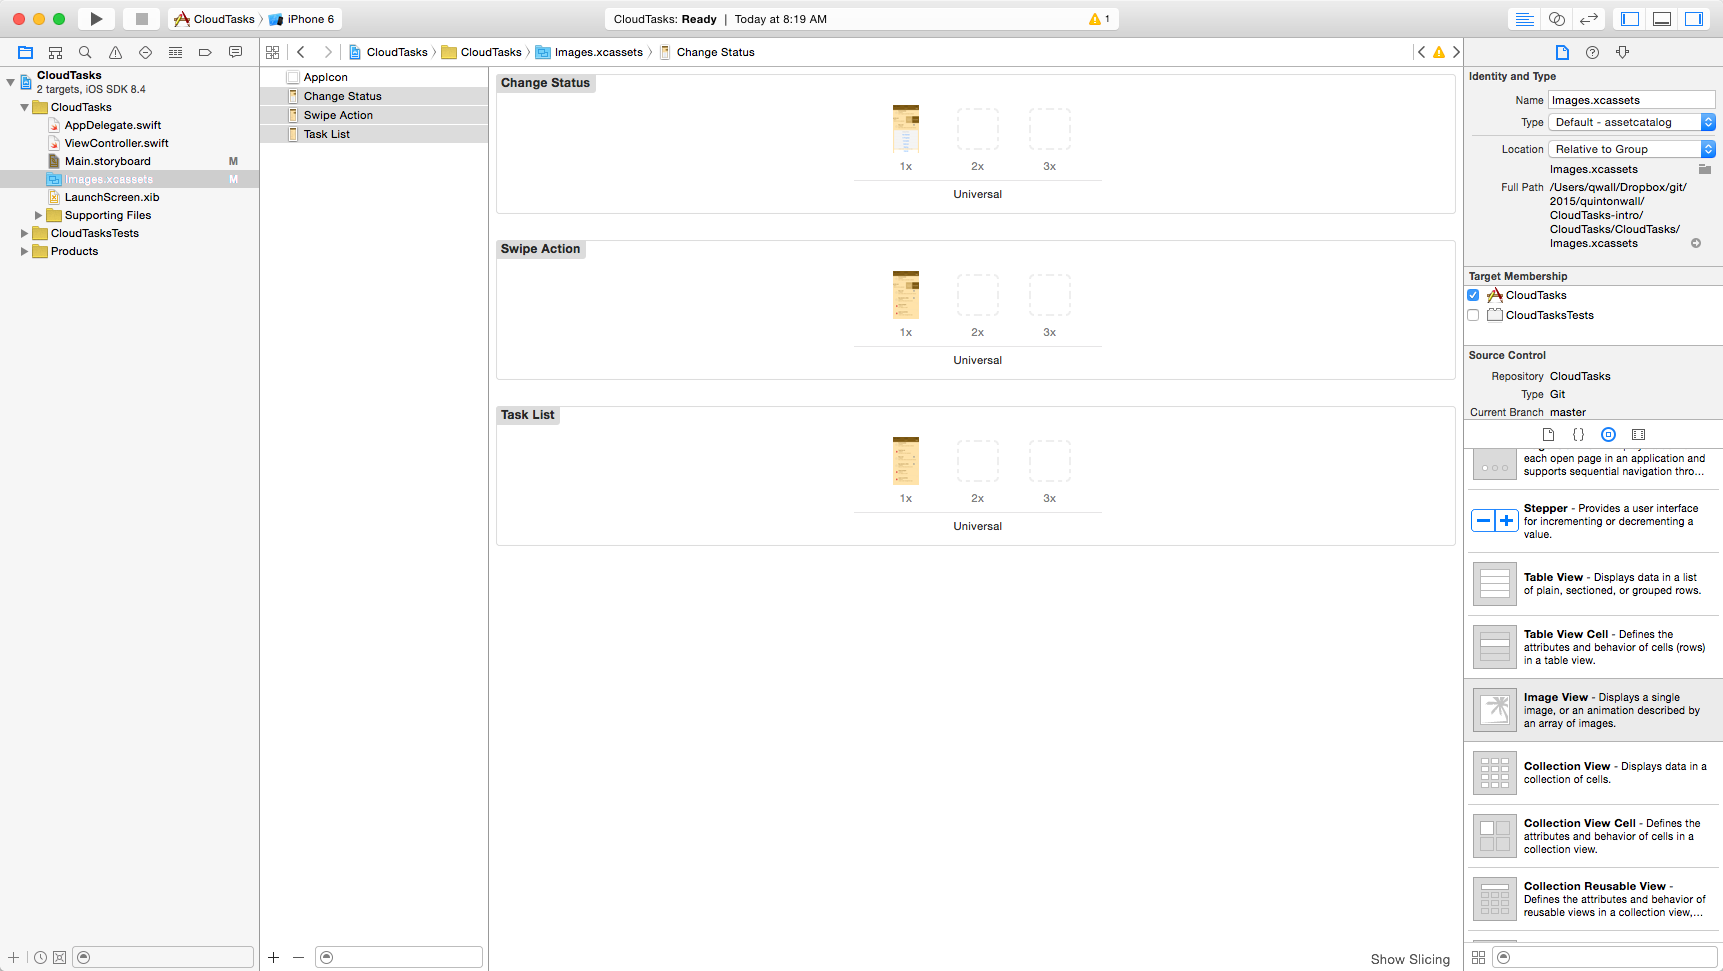 CloudTasks iPhone 6
CloudTasks: Ready | Today at 8:19 AM
1
CloudTasks CloudTasks Images.xcassets Change Status
CloudTasks
2 targets, iOS SDK 8.4
CloudTasks
AppDelegate.swift
ViewController.swift
Main.storyboard M
Images.xcassets M
LaunchScreen.xib
Supporting Files
CloudTasksTests
Products
AppIcon
Change Status
Swipe Action
Task List
Change Status
1x 2x 3x
Universal
Swipe Action
1x 2x 3x
Universal
Task List
1x 2x 3x
Universal
Show Slicing
Identity and Type
Name Images.xcassets
Type Default - assetcatalog
Location Relative to Group
Images.xcassets
Full Path /Users/qwall/Dropbox/git/
2015/quintonwall/
CloudTasks-intro/
CloudTasks/CloudTasks/
Images.xcassets
Target Membership
CloudTasks
CloudTasksTests
Source Control
Repository CloudTasks
Type Git
Current Branch master
{}
each open page in an application and
supports sequential navigation thro...
Stepper - Provides a user interface
for incrementing or decrementing a
value.
Table View - Displays data in a list
of plain, sectioned, or grouped rows.
Table View Cell - Defines the
attributes and behavior of cells (rows)
in a table view.
Image View - Displays a single
image, or an animation described by
an array of images.
Collection View - Displays data in a
collection of cells.
Collection View Cell - Defines the
attributes and behavior of cells in a
collection view.
Collection Reusable View -
Defines the attributes and behavior of
reusable views in a collection view,...